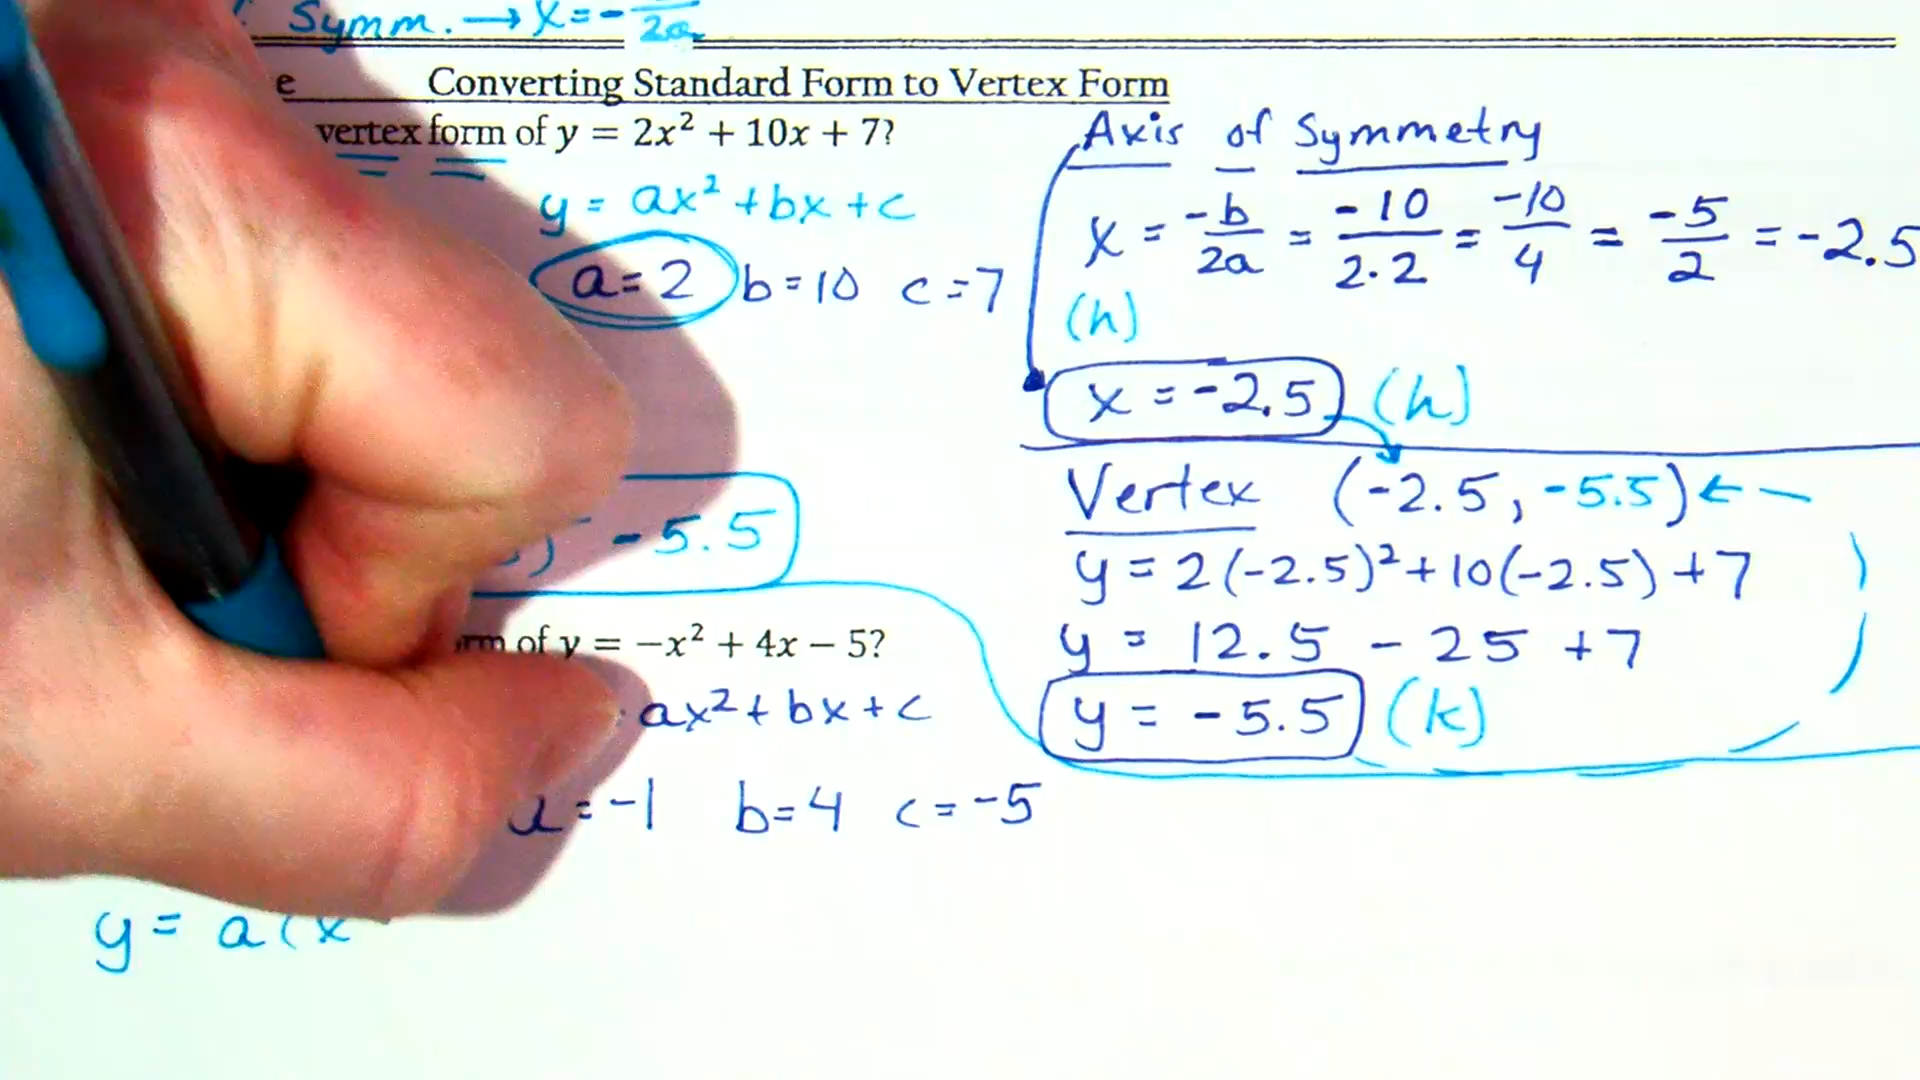 Symm. → x = - /2a
e Converting Standard Form to Vertex Form
vertex form of y = 2x² + 10x + 7?
y = ax² + bx + c
a = 2 b = 10 c = 7
- 5.5
rm of y = −x² + 4x − 5?
ax² + bx + c
a = -1 b = 4 c = -5
y = a(x
Axis of Symmetry
x = -b/2a = -10/2·2 = -10/4 = -5/2 = -2.5
(h)
x = -2.5 (h)
Vertex (-2.5, -5.5) ←
y = 2(-2.5)² + 10(-2.5) + 7
y = 12.5 - 25 + 7
y = -5.5 (k)